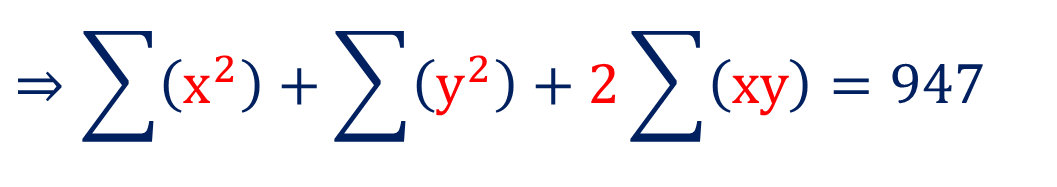 ⇒ ∑(x²) + ∑(y²) + 2∑(xy) = 947